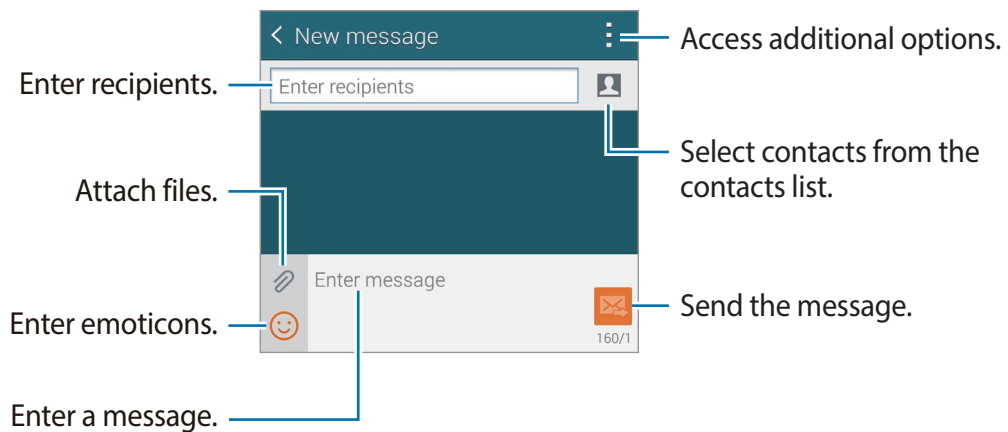 New message
Access additional options.
Enter recipients.
Enter recipients
Select contacts from the
contacts list.
Attach files.
Enter message
Send the message.
Enter emoticons.
160/1
Enter a message.